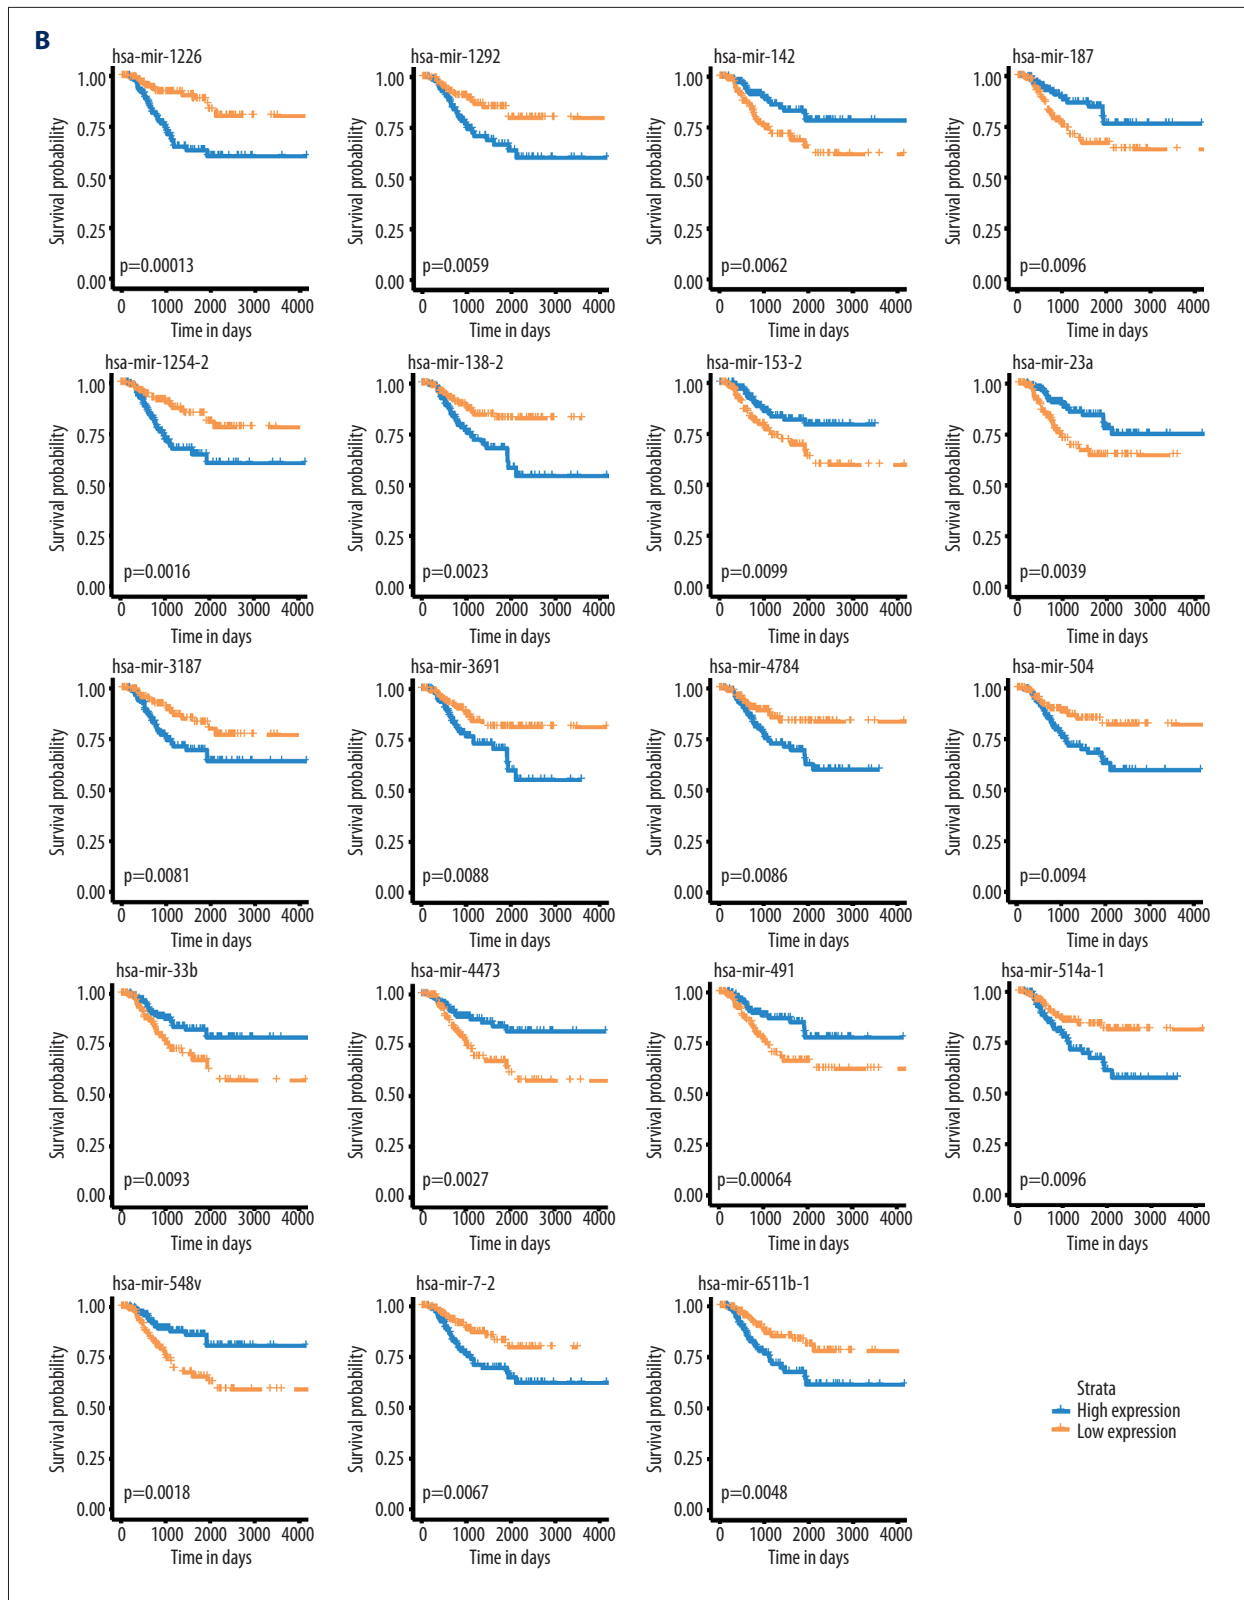 B
hsa-mir-1226
1.00
0.75
0.50
0.25
0.00
Survival probability
p=0.00013
0 1000 2000 3000 4000
Time in days
hsa-mir-1292
1.00
0.75
0.50
0.25
0.00
Survival probability
p=0.0059
0 1000 2000 3000 4000
Time in days
hsa-mir-142
1.00
0.75
0.50
0.25
0.00
Survival probability
p=0.0062
0 1000 2000 3000 4000
Time in days
hsa-mir-187
1.00
0.75
0.50
0.25
0.00
Survival probability
p=0.0096
0 1000 2000 3000 4000
Time in days
hsa-mir-1254-2
1.00
0.75
0.50
0.25
0.00
Survival probability
p=0.0016
0 1000 2000 3000 4000
Time in days
hsa-mir-138-2
1.00
0.75
0.50
0.25
0.00
Survival probability
p=0.0023
0 1000 2000 3000 4000
Time in days
hsa-mir-153-2
1.00
0.75
0.50
0.25
0.00
Survival probability
p=0.0099
0 1000 2000 3000 4000
Time in days
hsa-mir-23a
1.00
0.75
0.50
0.25
0.00
Survival probability
p=0.0039
0 1000 2000 3000 4000
Time in days
hsa-mir-3187
1.00
0.75
0.50
0.25
0.00
Survival probability
p=0.0081
0 1000 2000 3000 4000
Time in days
hsa-mir-3691
1.00
0.75
0.50
0.25
0.00
Survival probability
p=0.0088
0 1000 2000 3000 4000
Time in days
hsa-mir-4784
1.00
0.75
0.50
0.25
0.00
Survival probability
p=0.0086
0 1000 2000 3000 4000
Time in days
hsa-mir-504
1.00
0.75
0.50
0.25
0.00
Survival probability
p=0.0094
0 1000 2000 3000 4000
Time in days
hsa-mir-33b
1.00
0.75
0.50
0.25
0.00
Survival probability
p=0.0093
0 1000 2000 3000 4000
Time in days
hsa-mir-4473
1.00
0.75
0.50
0.25
0.00
Survival probability
p=0.0027
0 1000 2000 3000 4000
Time in days
hsa-mir-491
1.00
0.75
0.50
0.25
0.00
Survival probability
p=0.00064
0 1000 2000 3000 4000
Time in days
hsa-mir-514a-1
1.00
0.75
0.50
0.25
0.00
Survival probability
p=0.0096
0 1000 2000 3000 4000
Time in days
hsa-mir-548v
1.00
0.75
0.50
0.25
0.00
Survival probability
p=0.0018
0 1000 2000 3000 4000
Time in days
hsa-mir-7-2
1.00
0.75
0.50
0.25
0.00
Survival probability
p=0.0067
0 1000 2000 3000 4000
Time in days
hsa-mir-6511b-1
1.00
0.75
0.50
0.25
0.00
Survival probability
p=0.0048
0 1000 2000 3000 4000
Time in days
Strata
High expression
Low expression